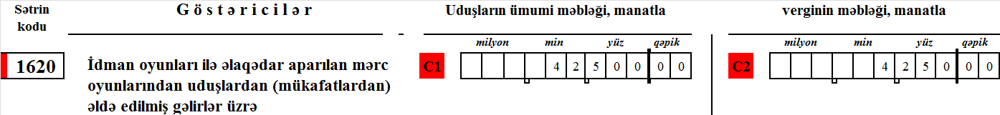 Sətrin kodu
G ö s t ə r i c i l ə r
Uduşların ümumi məbləği, manatla
verginin məbləği, manatla
milyon min yüz qəpik
milyon min yüz qəpik
1620
İdman oyunları ilə əlaqədar aparılan mərc
oyunlarından uduşlardan (mükafatlardan)
əldə edilmiş gəlirlər üzrə
C1
4 2 5 0 0 0 0
C2
4 2 5 0 0 0